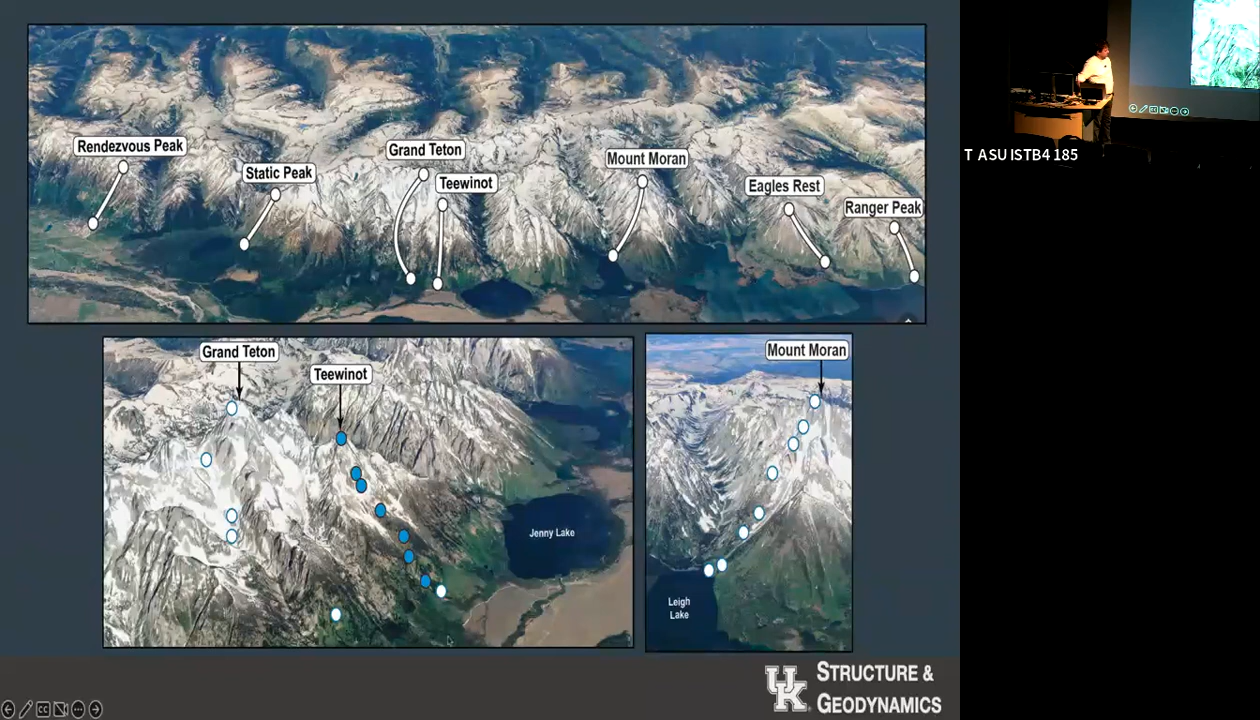 Rendezvous Peak
Static Peak
Grand Teton
Teewinot
Mount Moran
Eagles Rest
Ranger Peak
Grand Teton
Teewinot
Jenny Lake
Mount Moran
Leigh
Lake
UK
STRUCTURE &
GEODYNAMICS
T ASU ISTB4 185
CC